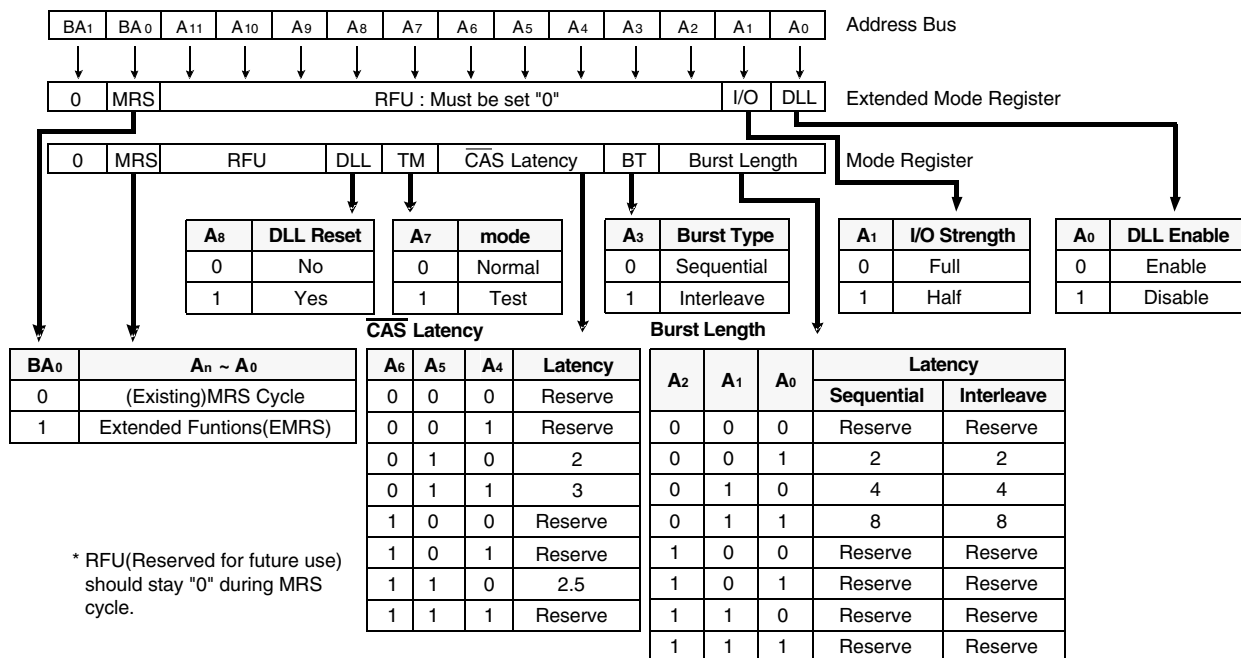 BA1 BA0 A11 A10 A9 A8 A7 A6 A5 A4 A3 A2 A1 A0 Address Bus
0 MRS RFU : Must be set "0" I/O DLL Extended Mode Register
0 MRS RFU DLL TM CAS Latency BT Burst Length Mode Register
A8 DLL Reset
0 No
1 Yes
A7 mode
0 Normal
1 Test
A3 Burst Type
0 Sequential
1 Interleave
A1 I/O Strength
0 Full
1 Half
A0 DLL Enable
0 Enable
1 Disable
BA0 An ~ A0
0 (Existing)MRS Cycle
1 Extended Funtions(EMRS)
CAS Latency
A6 A5 A4 Latency
0 0 0 Reserve
0 0 1 Reserve
0 1 0 2
0 1 1 3
1 0 0 Reserve
1 0 1 Reserve
1 1 0 2.5
1 1 1 Reserve
Burst Length
A2 A1 A0 Latency
Sequential Interleave
0 0 0 Reserve Reserve
0 0 1 2 2
0 1 0 4 4
0 1 1 8 8
1 0 0 Reserve Reserve
1 0 1 Reserve Reserve
1 1 0 Reserve Reserve
1 1 1 Reserve Reserve
* RFU(Reserved for future use)
should stay "0" during MRS
cycle.